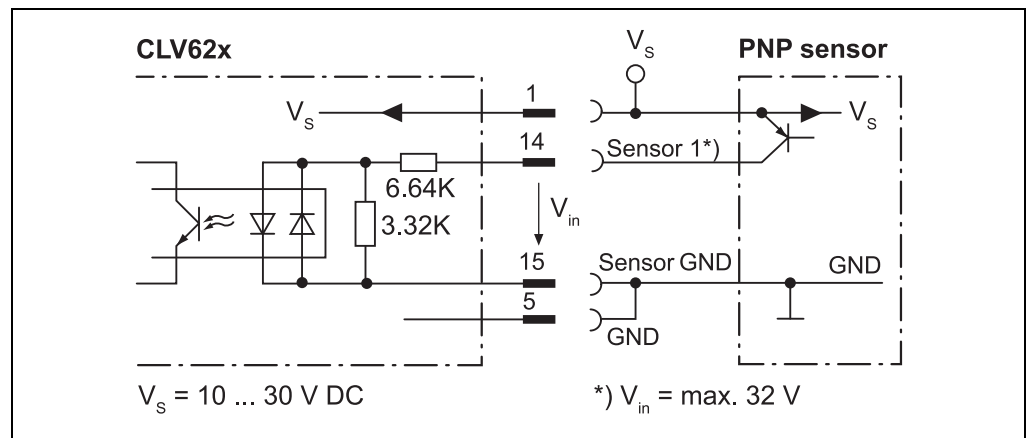 CLV62x
V_S
PNP sensor
V_S
1
V_S
14
Sensor 1*)
6.64K
3.32K
V_in
15
Sensor GND
GND
5
GND
V_S = 10 ... 30 V DC
*) V_in = max. 32 V